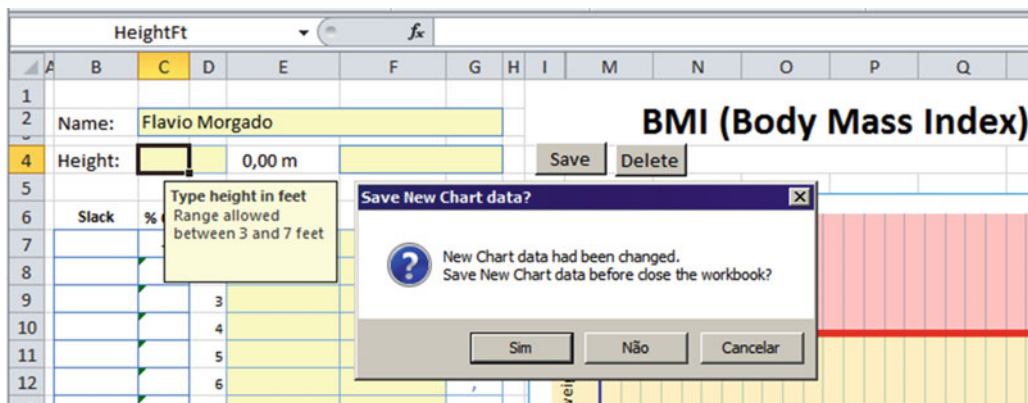 HeightFt
fx
A B C D E F G H I M N O P Q
1
2 Name: Flavio Morgado
BMI (Body Mass Index)
4 Height: 0,00 m
Save Delete
5
Type height in feet
Range allowed
between 3 and 7 feet
Save New Chart data?
6 Slack %
7
New Chart data had been changed.
Save New Chart data before close the workbook?
8
9 3
10 4
Sim Não Cancelar
11 5
12 6